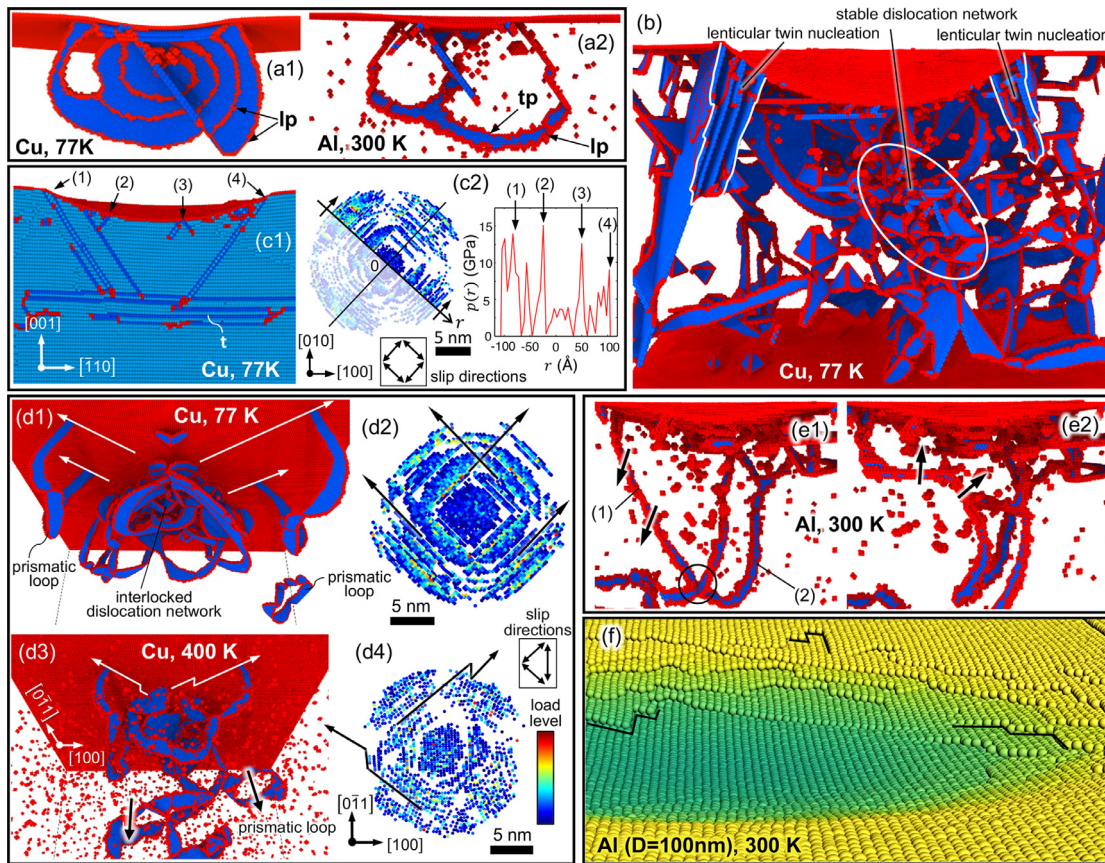 (a1)
lp
Cu, 77K
(a2)
tp
lp
Al, 300 K
(b)
stable dislocation network
lenticular twin nucleation
lenticular twin nucleation
Cu, 77 K
(1)
(2)
(3)
(4)
(c1)
[001]
[1̄10]
t
Cu, 77K
(c2)
0
r
5 nm
[010]
[100]
slip directions
(1)
(2)
(3)
(4)
p(r) (GPa)
15
10
5
0
-100
-50
0
50
100
r (Å)
(d1)
Cu, 77 K
prismatic
loop
interlocked
dislocation network
prismatic
loop
(d2)
5 nm
(d3)
Cu, 400 K
[01̄1]
[100]
prismatic loop
(d4)
slip
directions
load
level
[01̄1]
[100]
5 nm
(e1)
(1)
(2)
Al, 300 K
(e2)
(f)
Al (D=100nm), 300 K